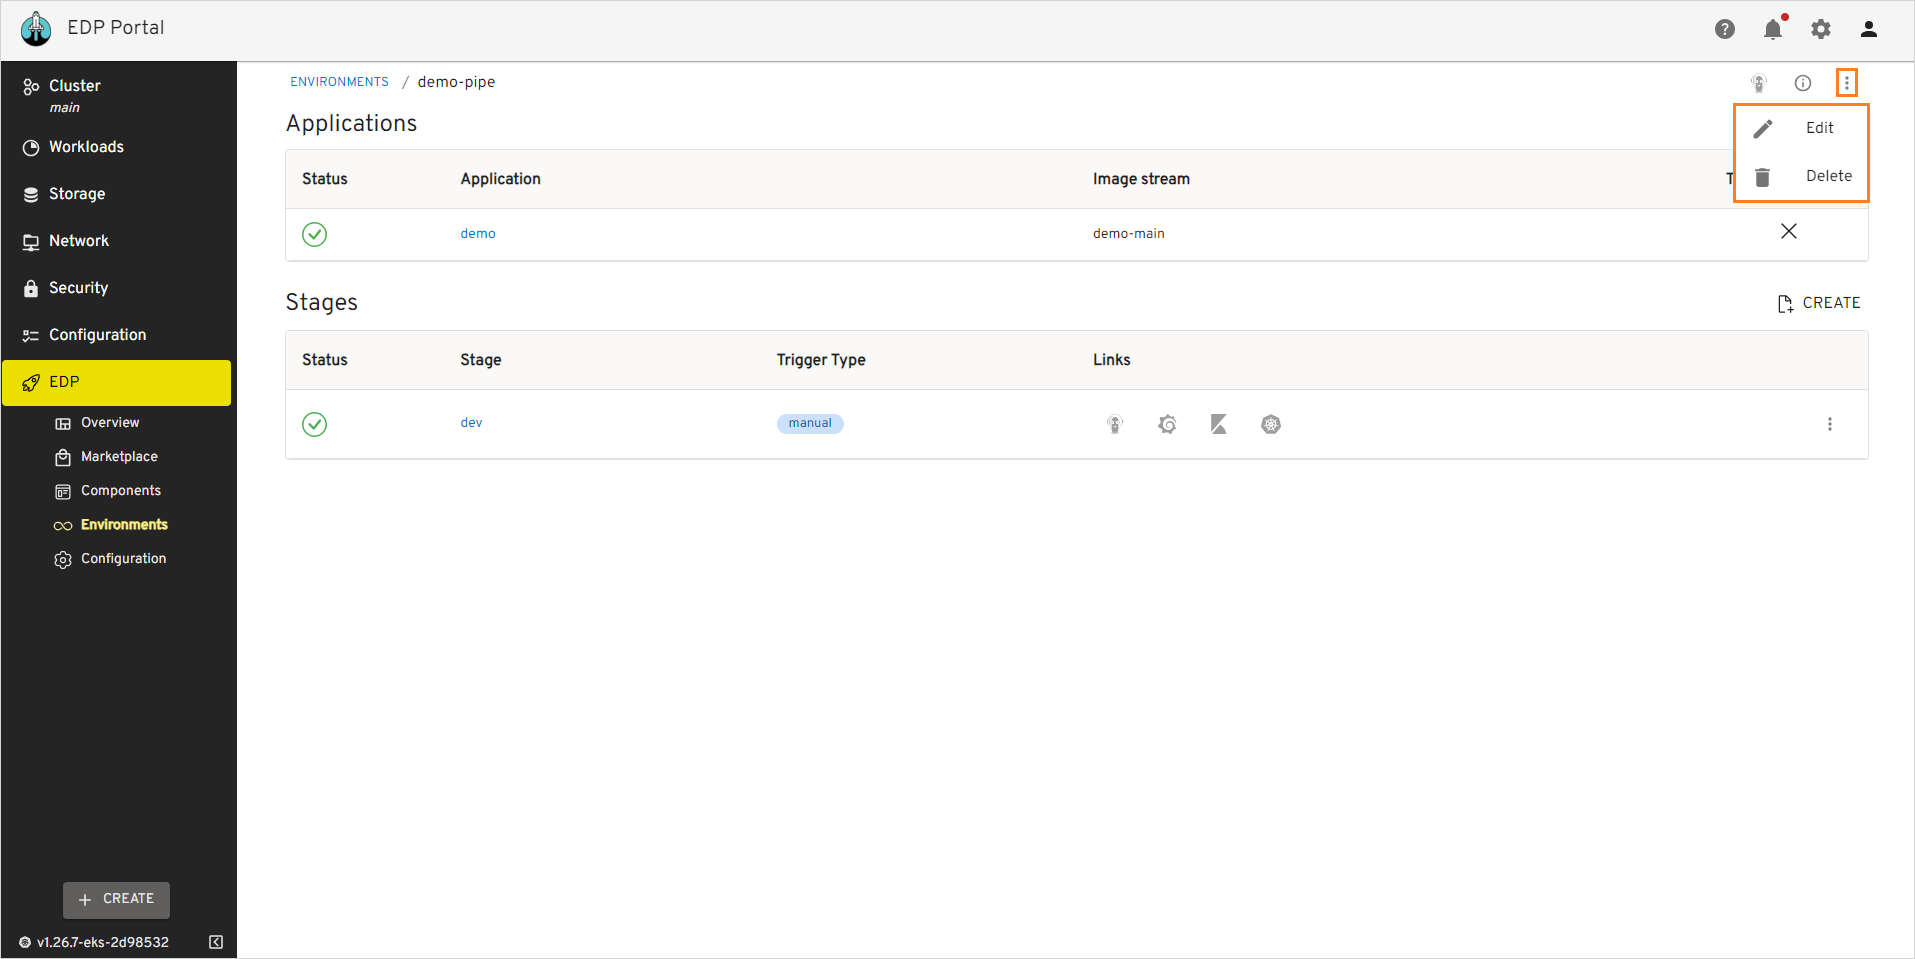 EDP Portal
Cluster
main
Workloads
Storage
Network
Security
Configuration
EDP
Overview
Marketplace
Components
Environments
Configuration
CREATE
v1.26.7-eks-2d98532
ENVIRONMENTS / demo-pipe
Edit
Delete
Applications
Status Application Image stream
demo demo-main
Stages
CREATE
Status Stage Trigger Type Links
dev manual